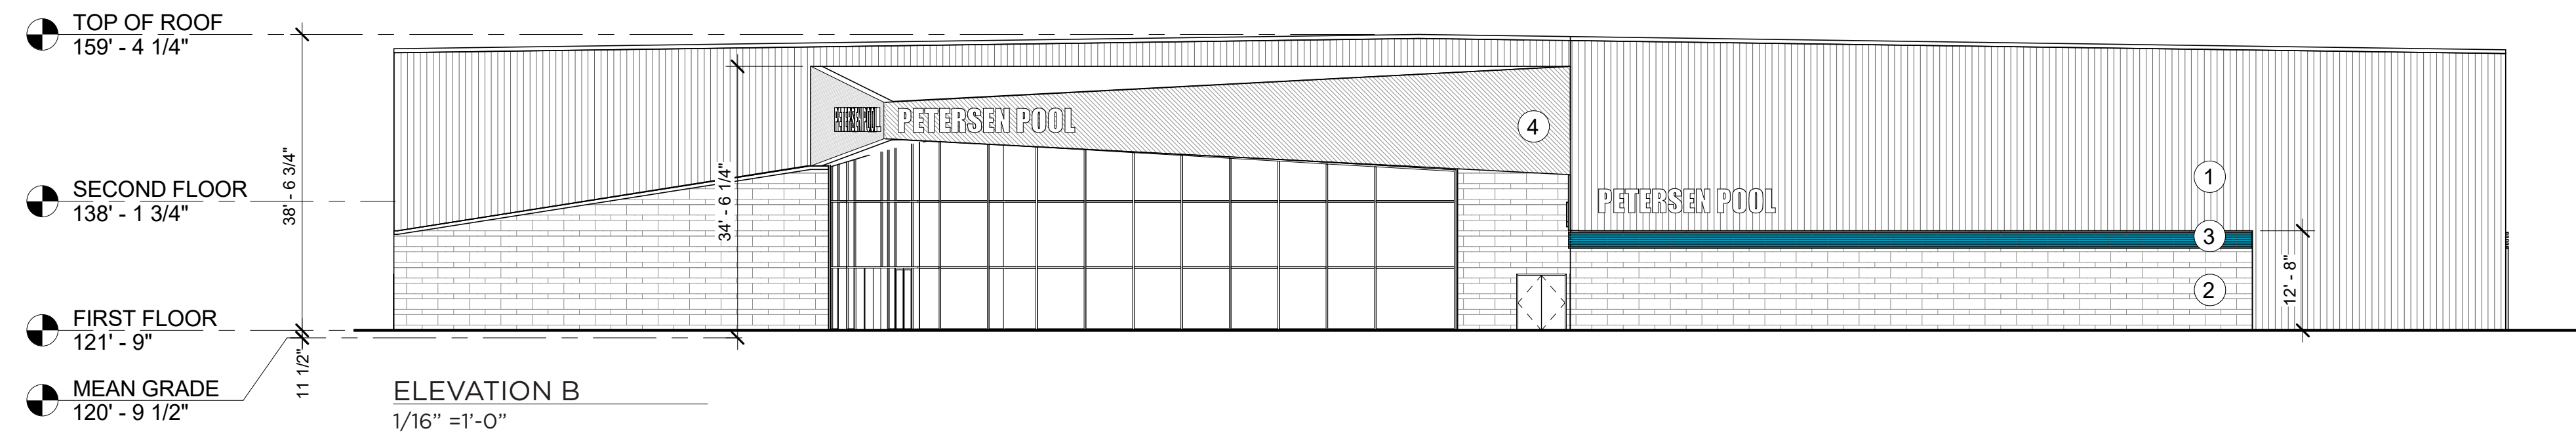 TOP OF ROOF
159' - 4 1/4"
SECOND FLOOR
138' - 1 3/4"
FIRST FLOOR
121' - 9"
MEAN GRADE
120' - 9 1/2"
38' - 6 3/4"
11 1/2"
34' - 6 1/4"
PETERSEN POOL
PETERSEN POOL
4
PETERSEN POOL
1
3
2
12' - 8"
ELEVATION B
1/16” =1’-0”